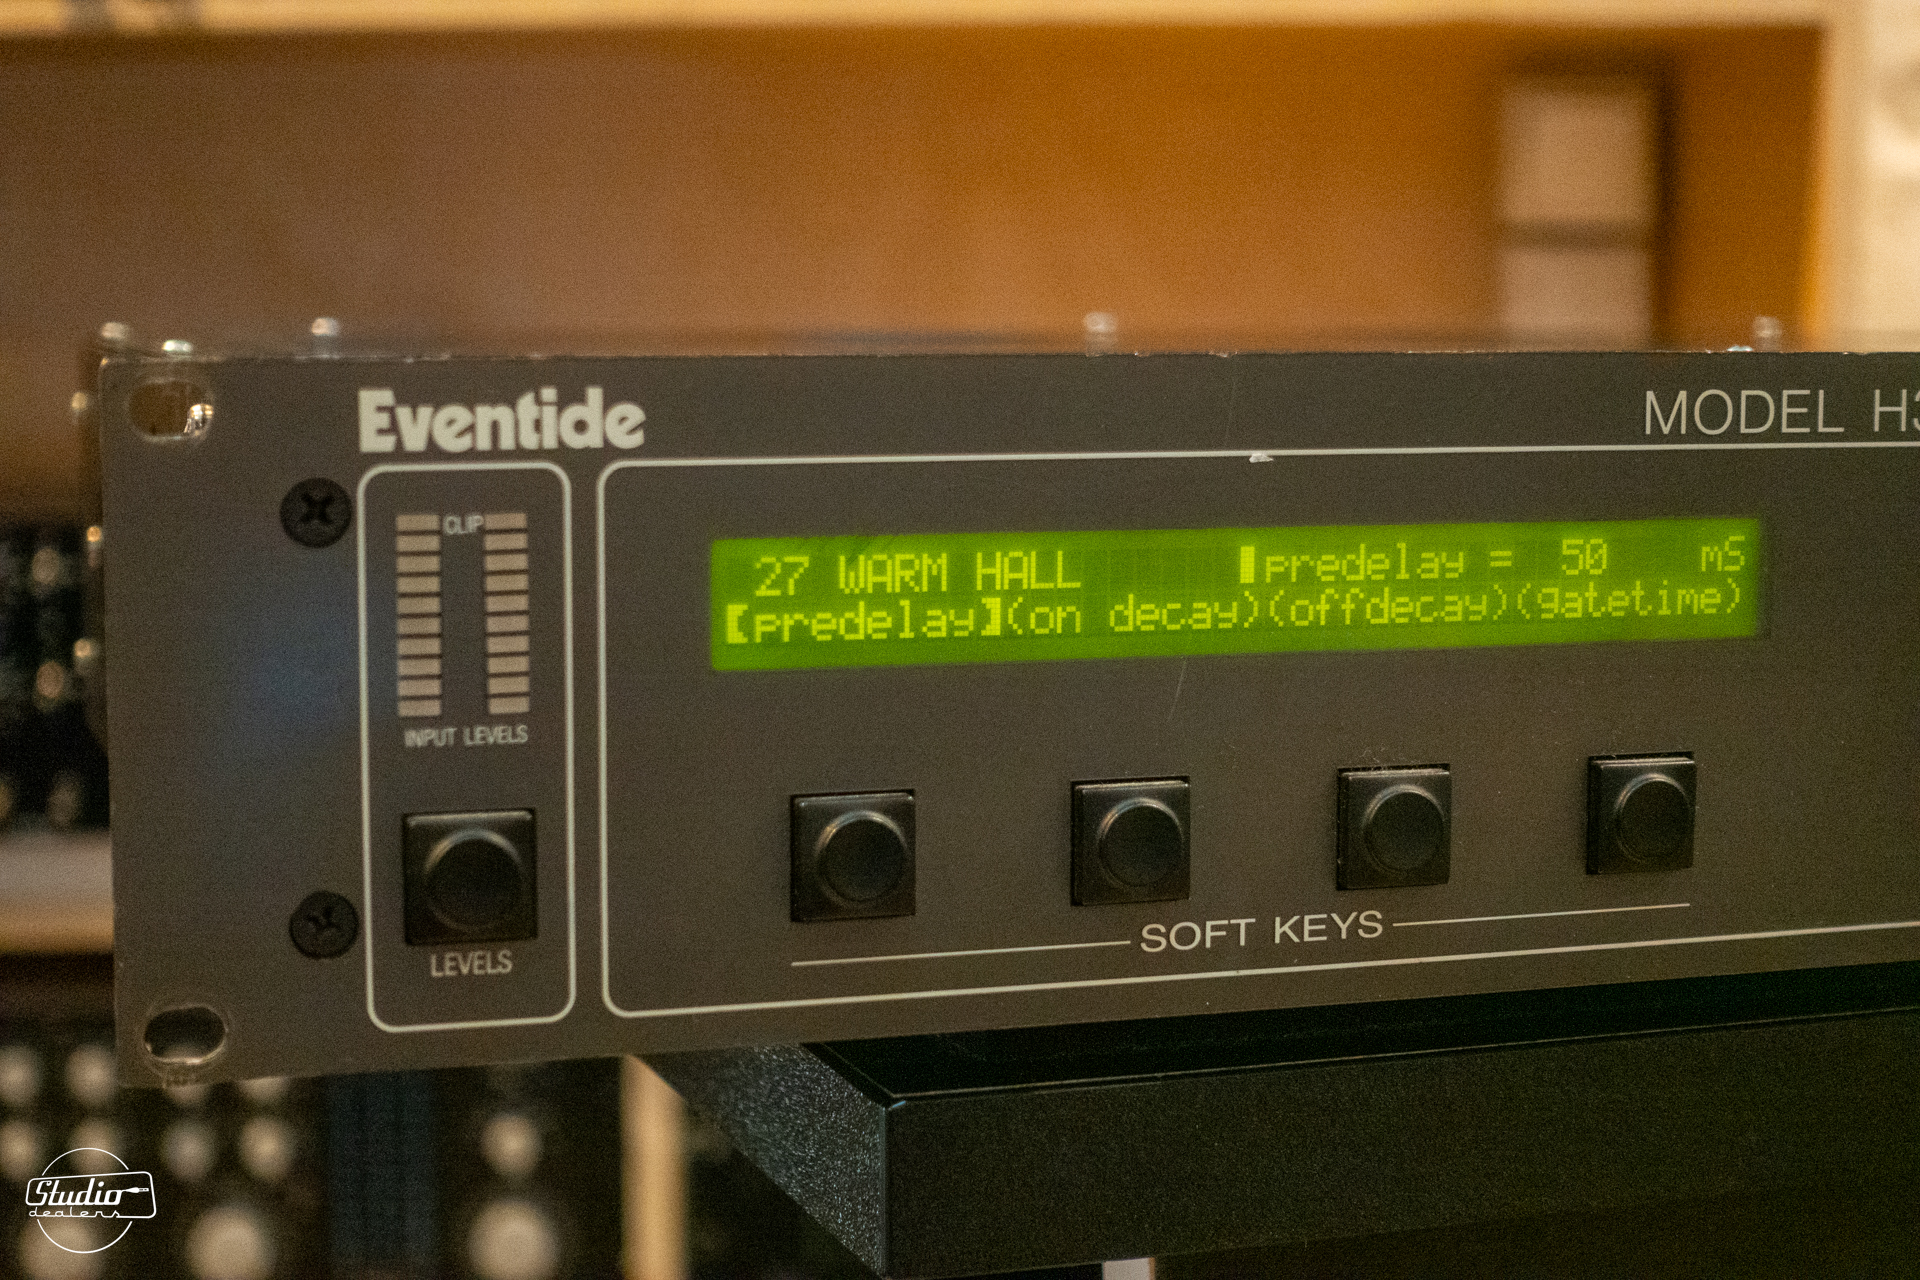 Eventide
MODEL H3
CLIP
INPUT LEVELS
LEVELS
27 WARM HALL predelay = 50 mS
[predelay](on decay)(offdecay)(gatetime)
SOFT KEYS
Studio
dealers